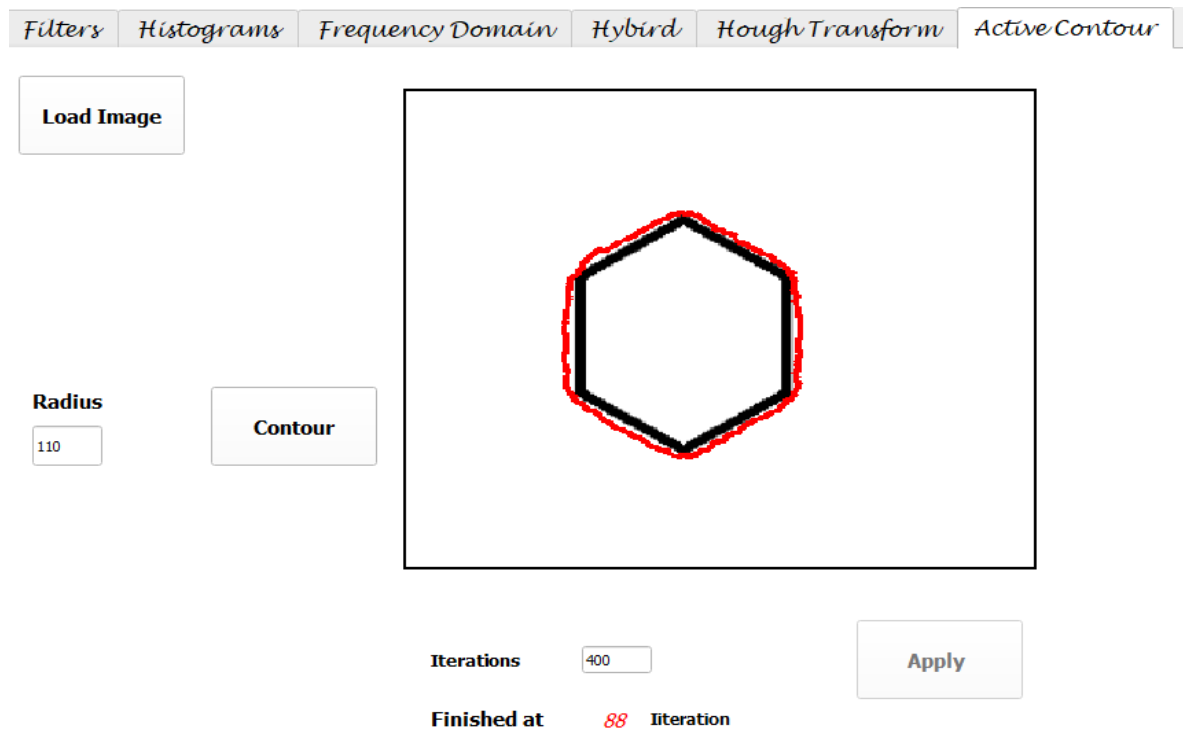 Filters Histograms Frequency Domain Hybird Hough Transform Active Contour
Load Image
Radius
110
Contour
Iterations 400
Apply
Finished at 88 Iiteration